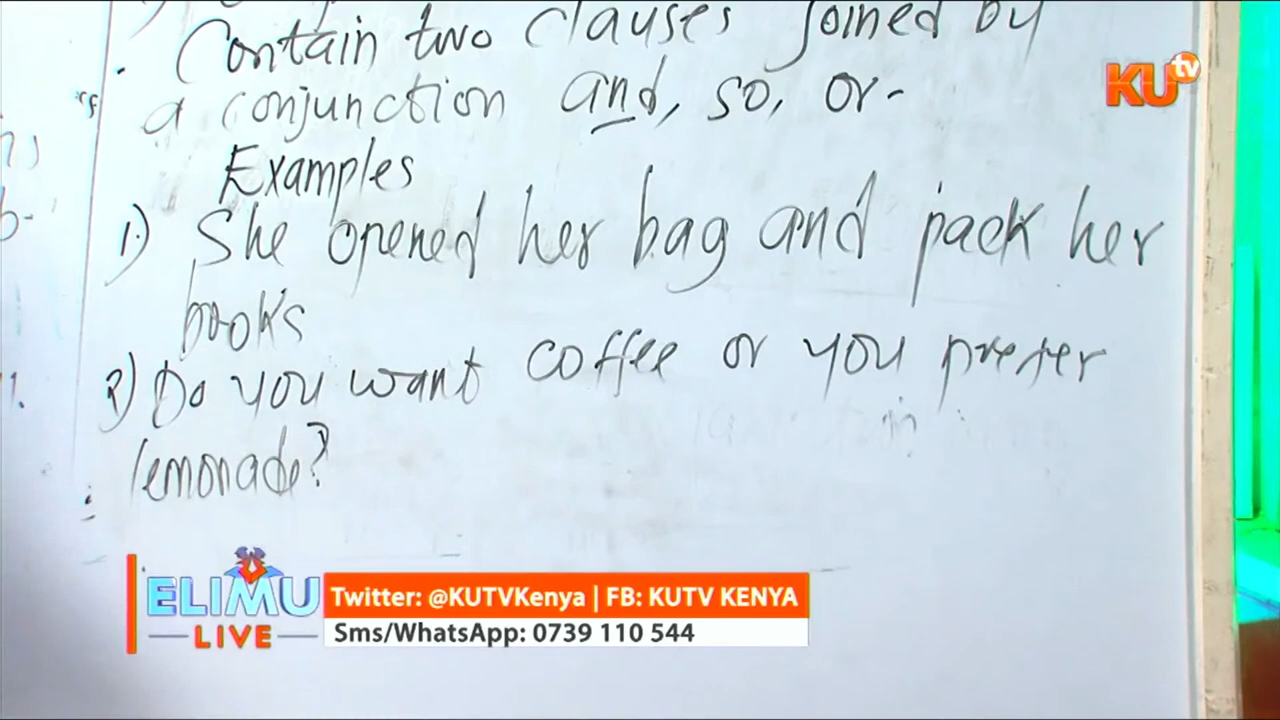 Contain two clauses joined by
a conjunction and, so, or-
Examples
1.) She opened her bag and pack her
books
2) Do you want coffee or you prefer
lemonade?
KUtv
ELIMU
LIVE
Twitter: @KUTVKenya | FB: KUTV KENYA
Sms/WhatsApp: 0739 110 544